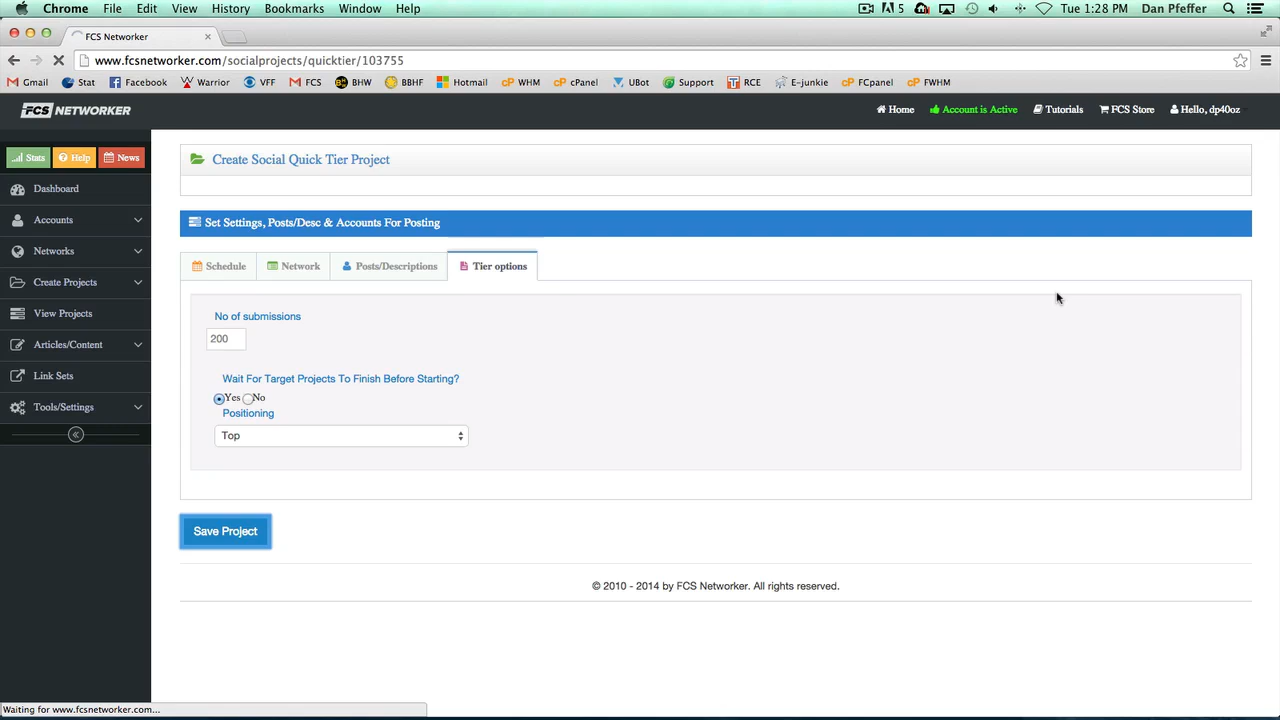 Chrome File Edit View History Bookmarks Window Help 5 Tue 1:28 PM Dan Pfeffer
FCS Networker
www.fcsnetworker.com/socialprojects/quicktier/103755
Gmail Stat Facebook Warrior VFF FCS BHW BBHF Hotmail cP WHM cP cPanel UBot Support RCE E-junkie cP FCpanel cP FWHM
FCS NETWORKER Home Account is Active Tutorials FCS Store Hello, dp40oz
Stats Help News
Create Social Quick Tier Project
Dashboard
Accounts
Set Settings, Posts/Desc & Accounts For Posting
Networks
Schedule Network Posts/Descriptions Tier options
Create Projects
View Projects
No of submissions
200
Articles/Content
Link Sets
Wait For Target Projects To Finish Before Starting?
Yes No
Tools/Settings
Positioning
Top
Save Project
© 2010 - 2014 by FCS Networker. All rights reserved.
Waiting for www.fcsnetworker.com...